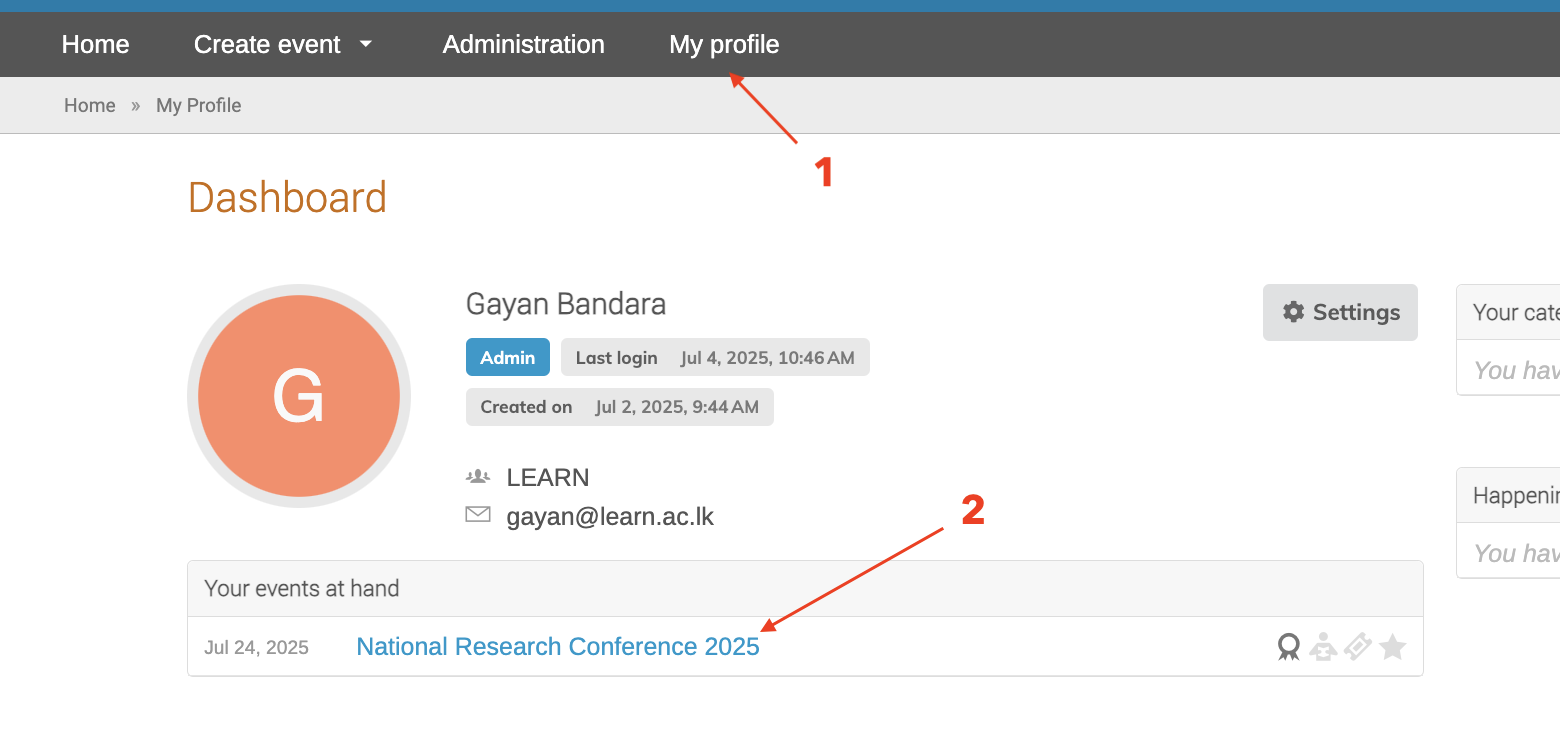 Home Create event Administration My profile
Home » My Profile
1
Dashboard
G
Gayan Bandara
Settings
Admin Last login Jul 4, 2025, 10:46 AM
Created on Jul 2, 2025, 9:44 AM
LEARN
gayan@learn.ac.lk
2
Your events at hand
Jul 24, 2025 National Research Conference 2025
Your cate
You hav
Happenin
You hav